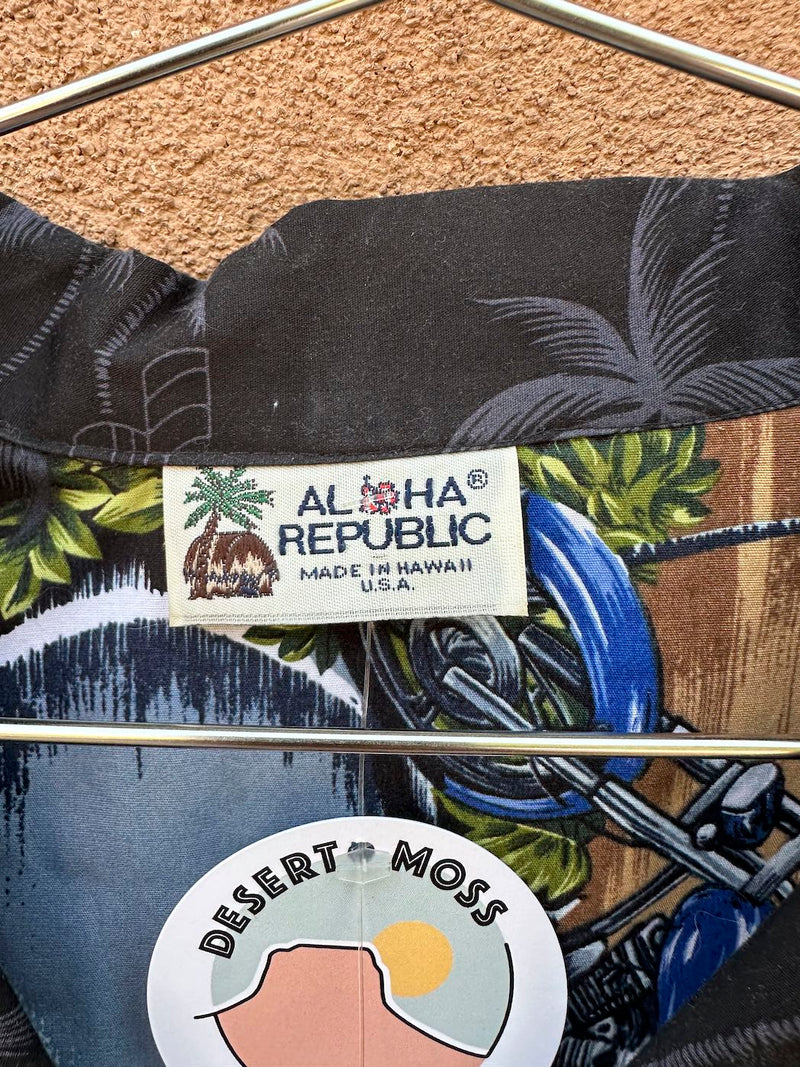 ALOHA®
REPUBLIC
MADE IN HAWAII
U.S.A.
DESERT MOSS